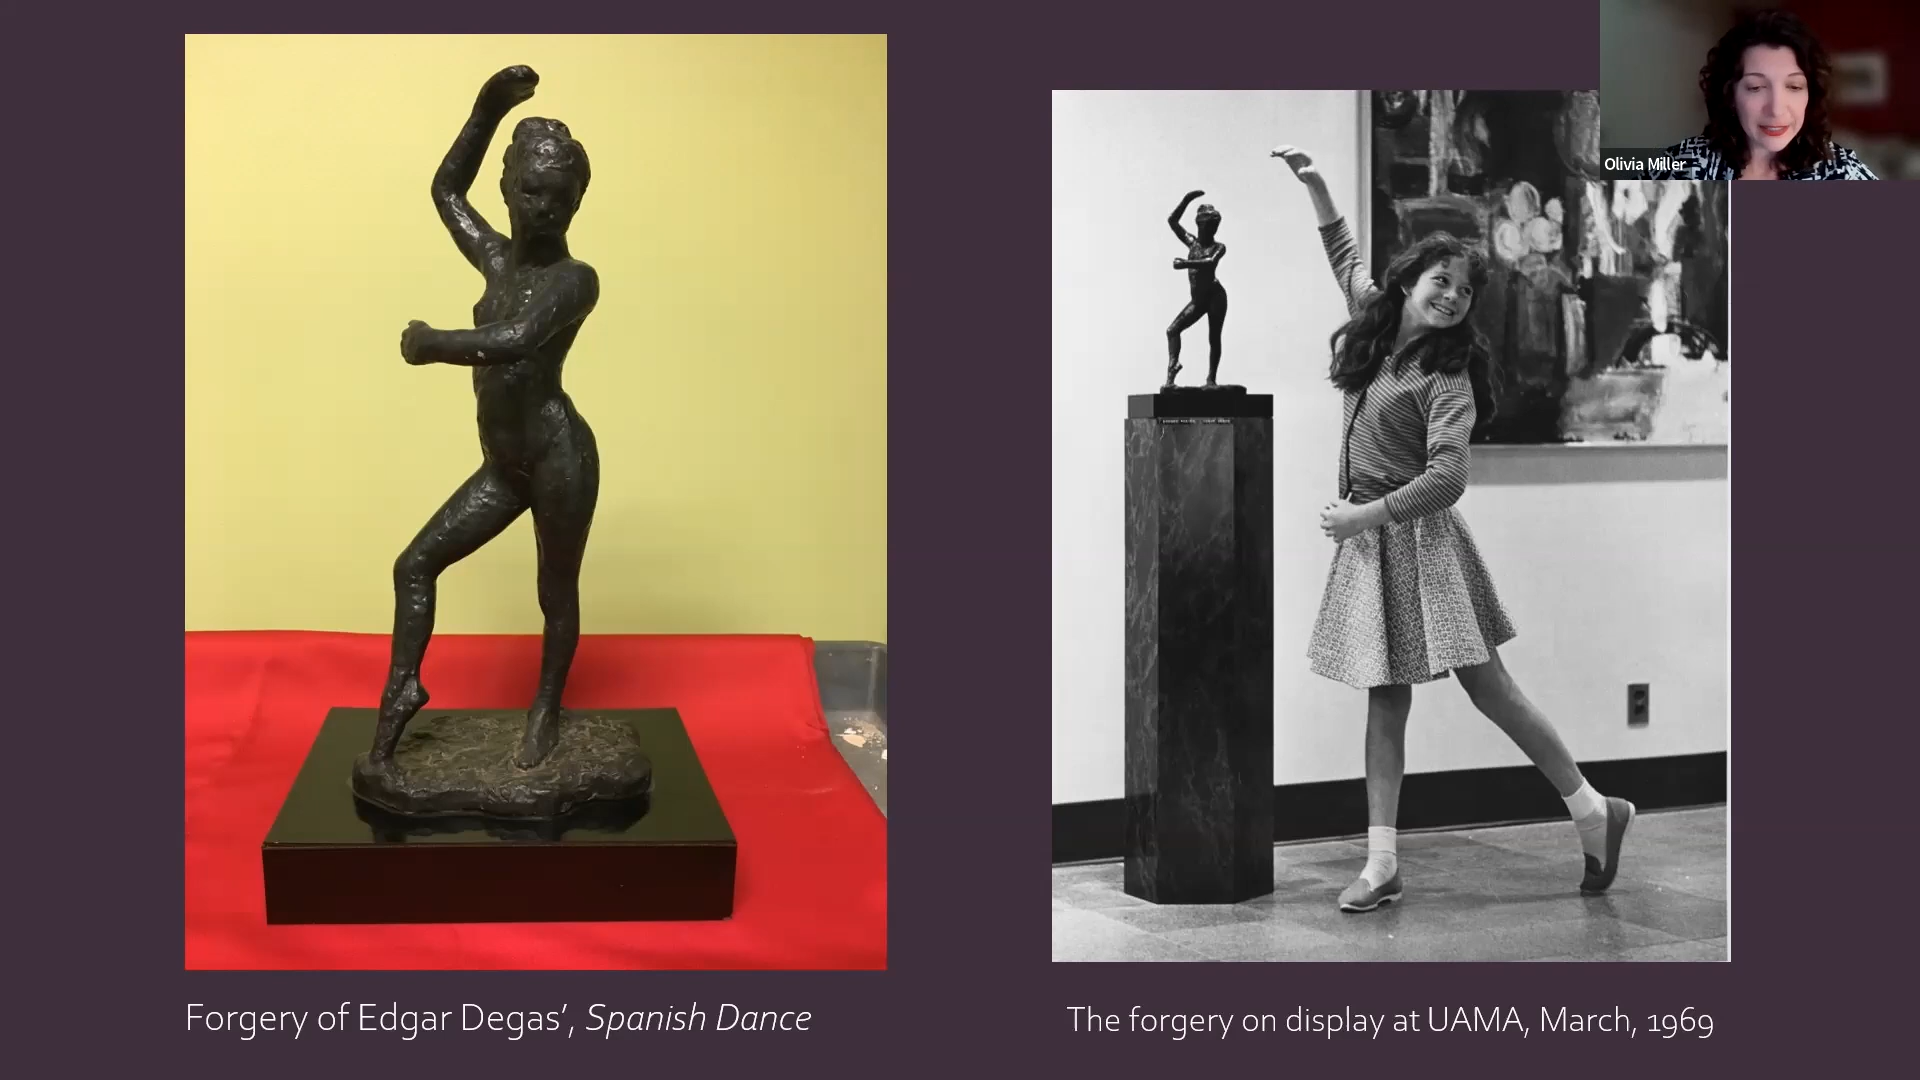 Olivia Miller
Forgery of Edgar Degas’, Spanish Dance
The forgery on display at UAMA, March, 1969